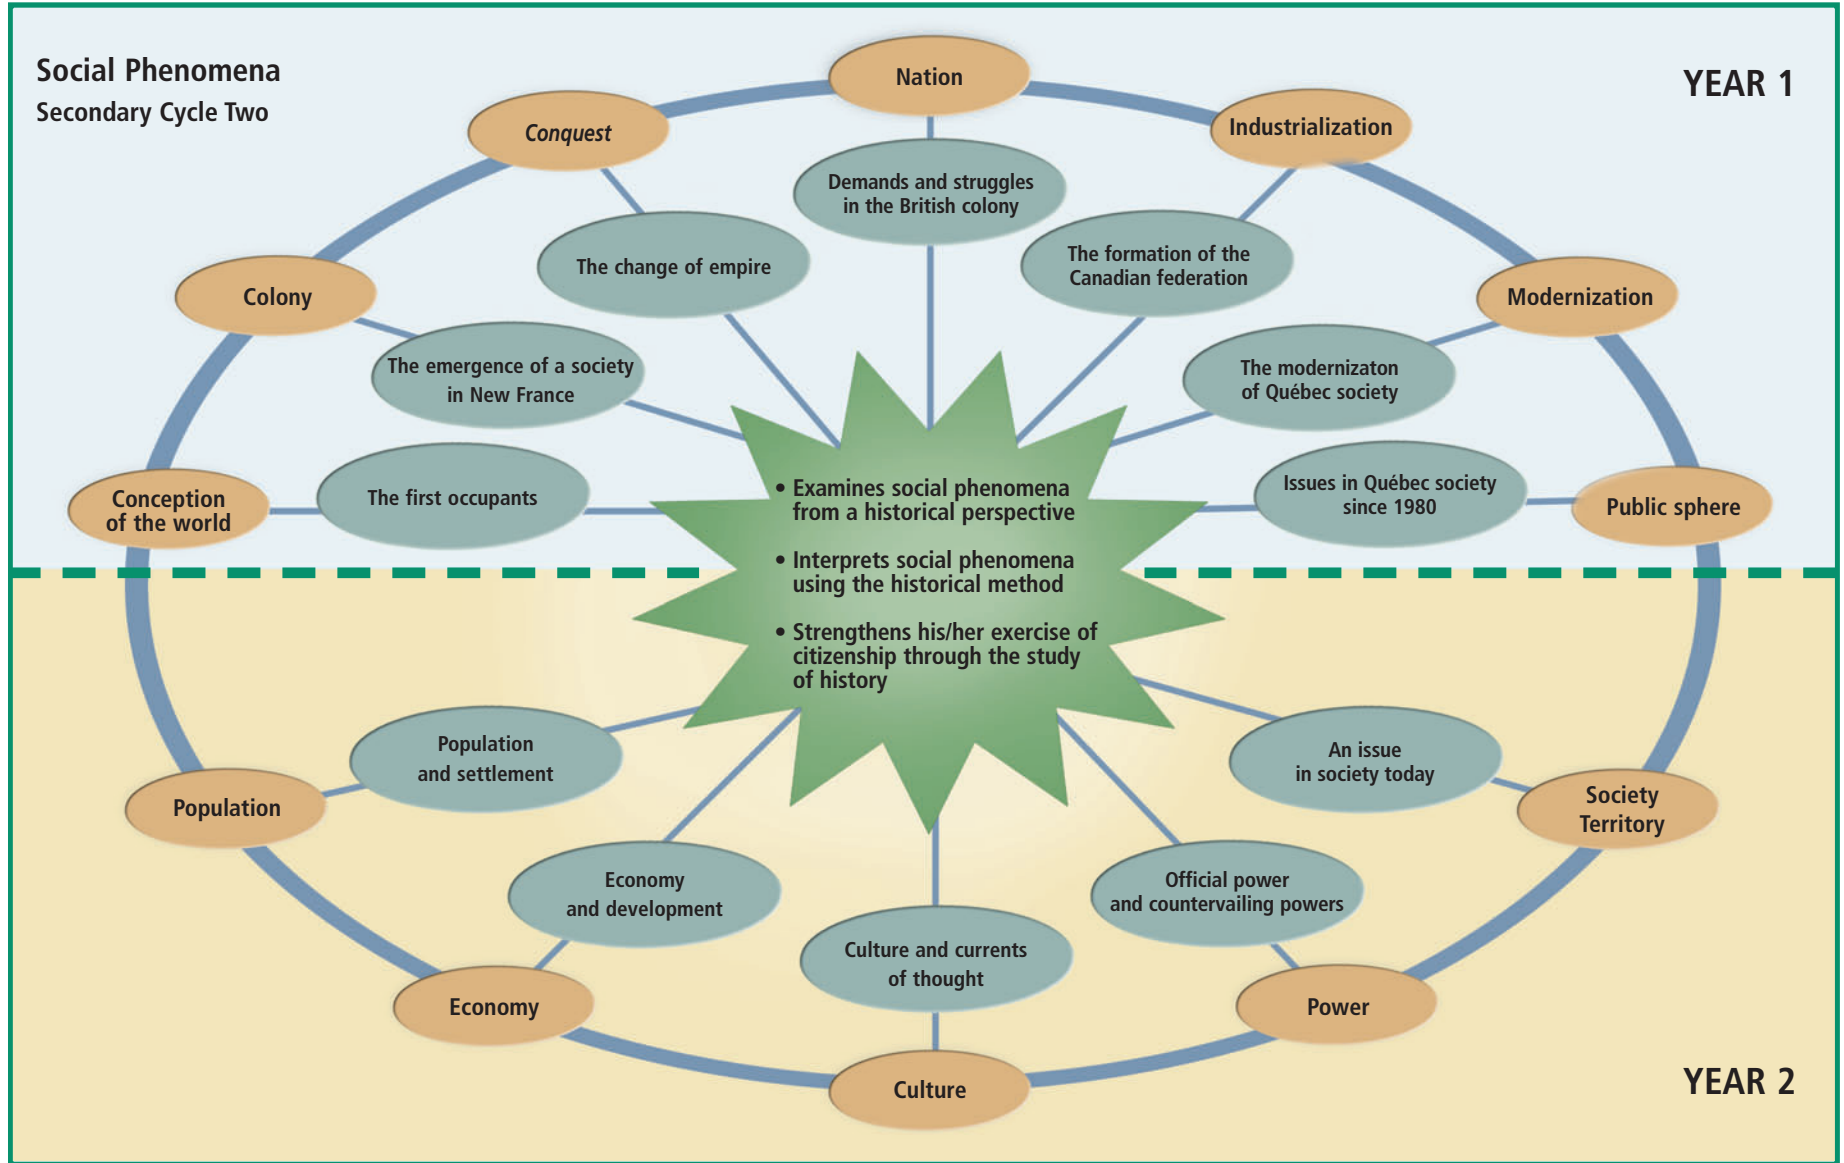 Social Phenomena
Secondary Cycle Two
YEAR 1
Nation
Conquest
Industrialization
Demands and struggles
in the British colony
The change of empire
The formation of the
Canadian federation
Colony
Modernization
The emergence of a society
in New France
The modernizaton
of Québec society
Conception
of the world
The first occupants
Issues in Québec society
since 1980
Public sphere
• Examines social phenomena
from a historical perspective
• Interprets social phenomena
using the historical method
• Strengthens his/her exercise of
citizenship through the study
of history
Population
and settlement
An issue
in society today
Population
Society
Territory
Economy
and development
Official power
and countervailing powers
Culture and currents
of thought
Economy
Power
Culture
YEAR 2